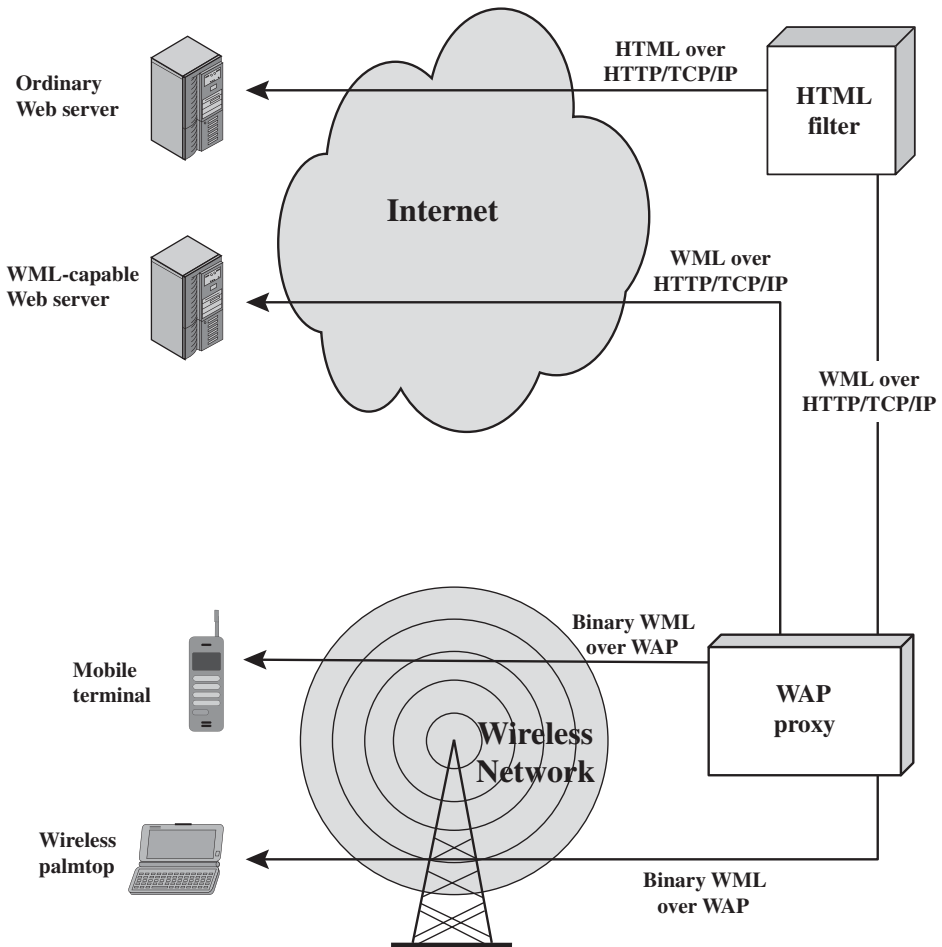 Ordinary
Web server
HTML over
HTTP/TCP/IP
HTML
filter
Internet
WML-capable
Web server
WML over
HTTP/TCP/IP
WML over
HTTP/TCP/IP
Mobile
terminal
Binary WML
over WAP
WAP
proxy
Wireless
Network
Wireless
palmtop
Binary WML
over WAP